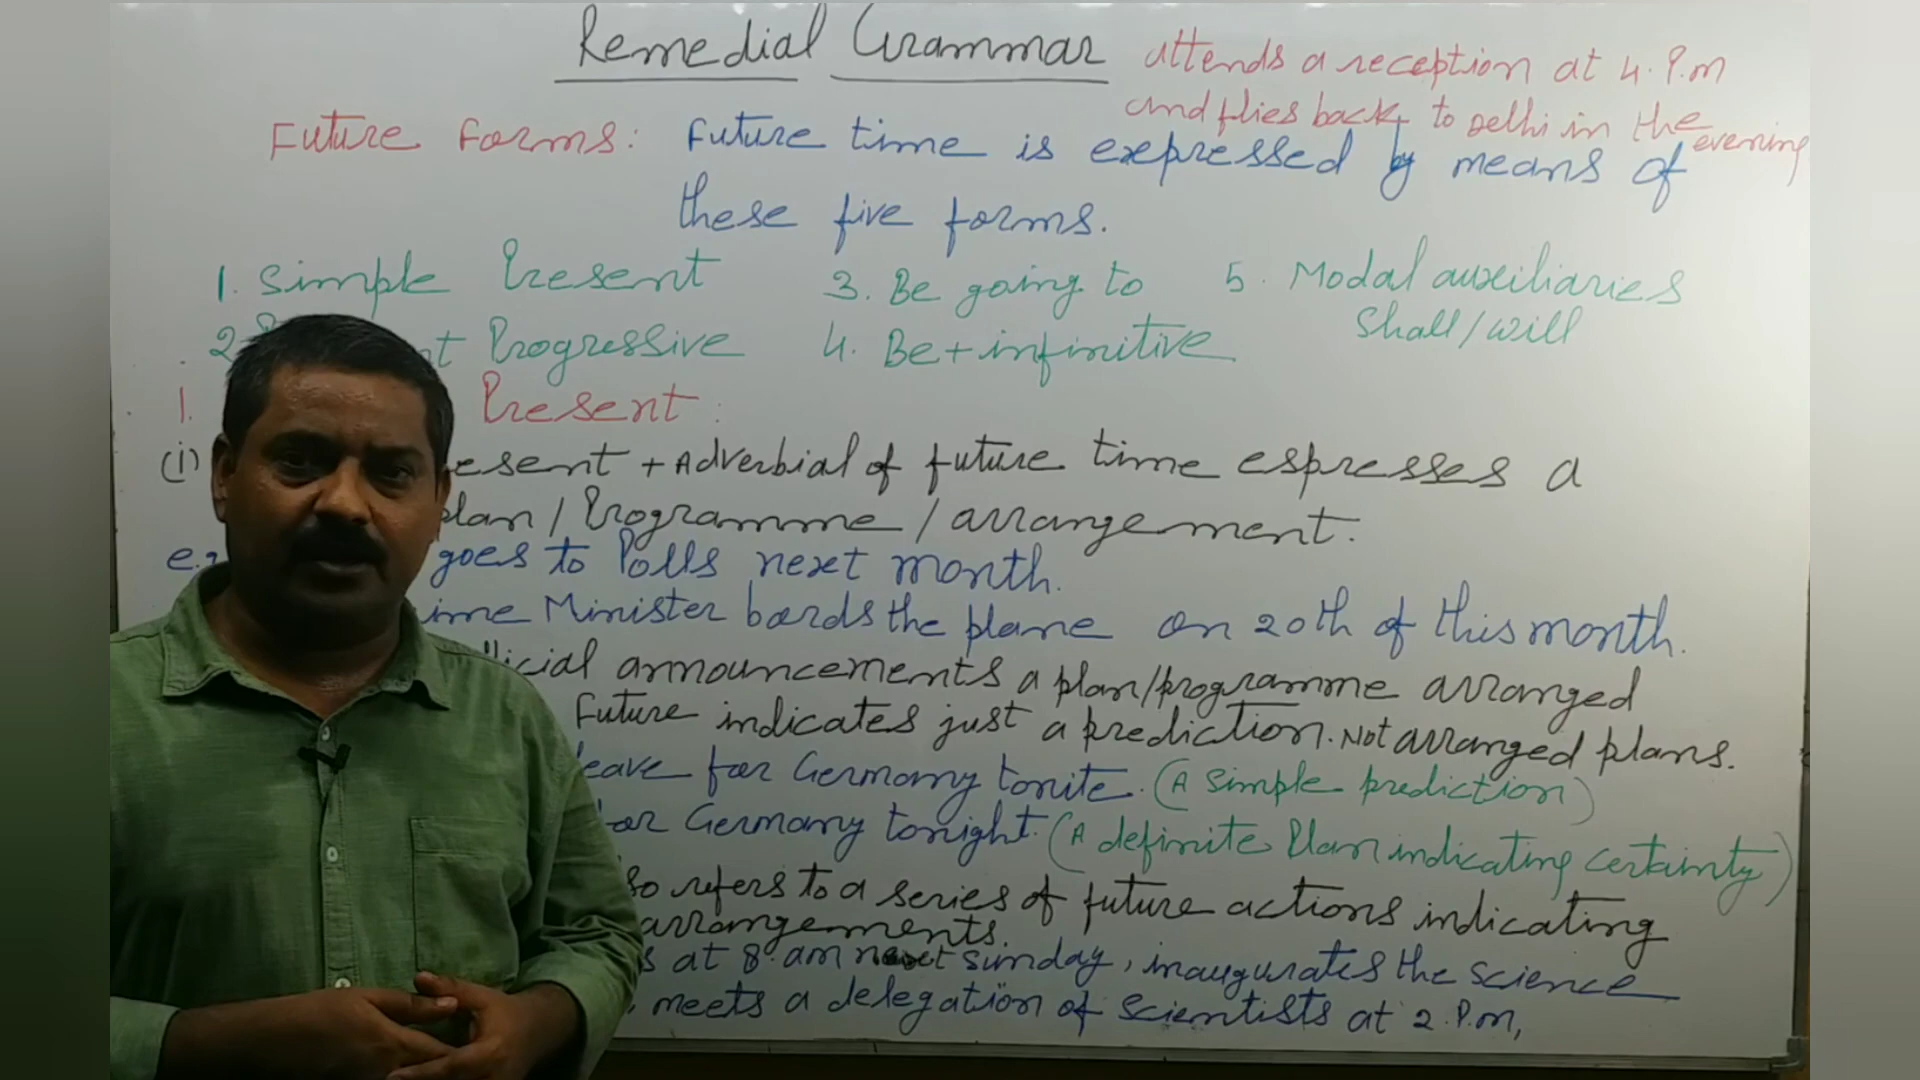 Remedial Grammar
attends a reception at 4. P.m
and flies back to Delhi in the evening
Future Forms: Future time is expressed by means of
these five forms.
1. Simple Present
3. Be going to
5. Modal auxiliaries
Shall/will
2. Progressive
4. Be + infinitive
1. Present:
(i) + Adverbial of future time espresses a
plan / Programme / arrangement.
e.g. goes to Polls next month.
Minister bords the plane on 20th of this month.
announcements a plan/programme arranged
Future indicates just a prediction. Not arranged plans.
for Germany tonite. (A simple prediction)
Germany tonight. (A definite Plan indicating certainty)
refers to a series of future actions indicating
arrangements.
at 8. am next sunday, inaugurates the science
, meets a delegation of scientists at 2. P.m,